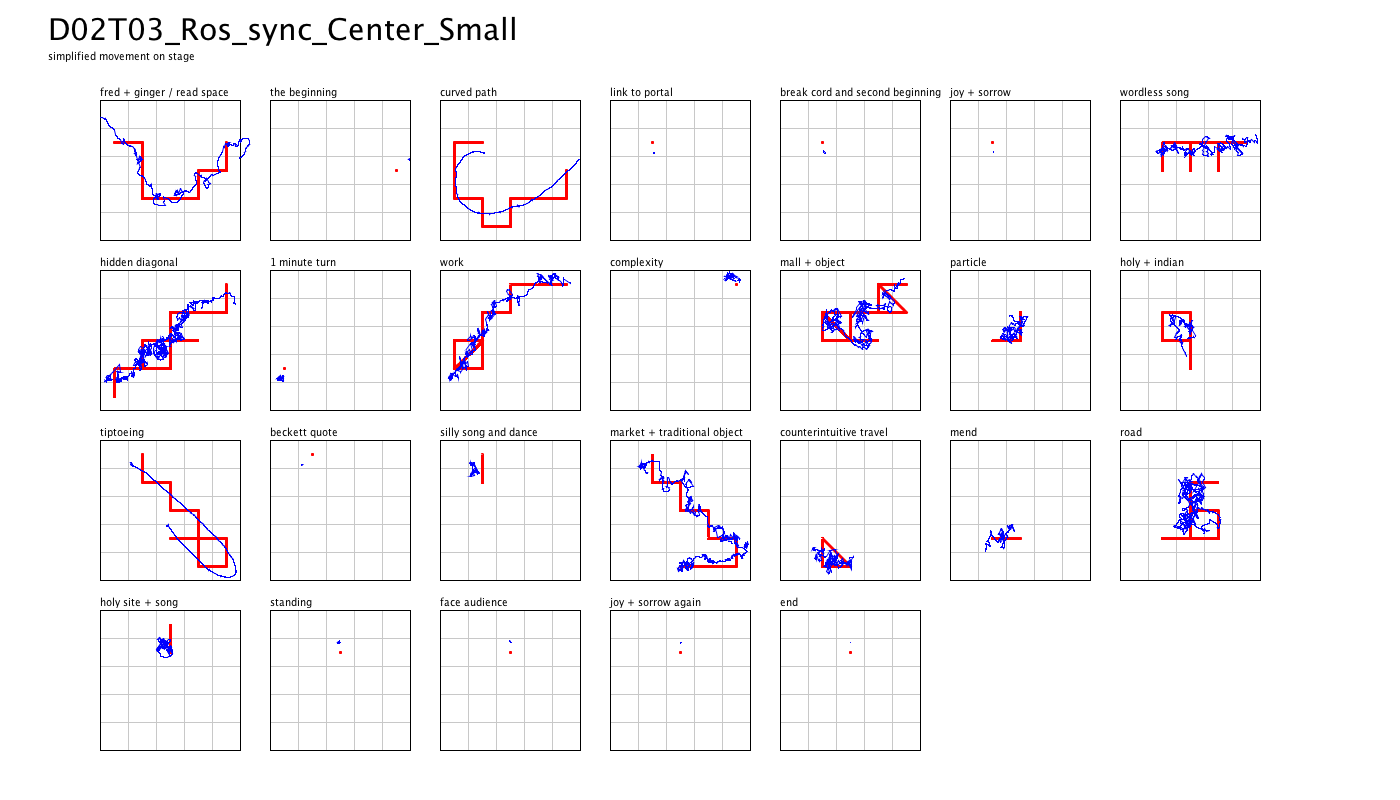 D02T03_Ros_sync_Center_Small
simplified movement on stage
fred + ginger / read space
the beginning
curved path
link to portal
break cord and second beginning
joy + sorrow
wordless song
hidden diagonal
1 minute turn
work
complexity
mall + object
particle
holy + indian
tiptoeing
beckett quote
silly song and dance
market + traditional object
counterintuitive travel
mend
road
holy site + song
standing
face audience
joy + sorrow again
end